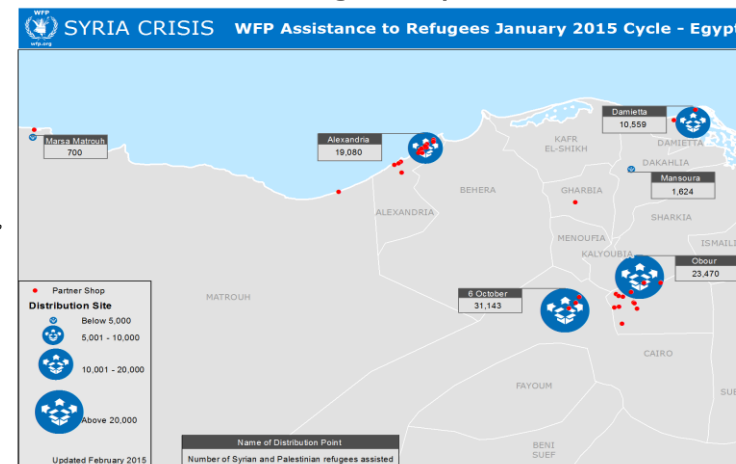 WFP
wfp.org
SYRIA CRISIS
WFP Assistance to Refugees January 2015 Cycle - Egypt
Marsa Matrouh
700
Alexandria
19,080
Damietta
10,559
KAFR
EL-SHIKH
DAMIETTA
DAKAHLIA
Mansoura
1,624
BEHERA
GHARBIA
ALEXANDRIA
SHARKIA
MENOUFIA
ISMAILI
KALYOUBIA
Obour
23,470
6 October
31,143
MATROUH
CAIRO
FAYOUM
SUE
BENI
SUEF
Partner Shop
Distribution Site
Below 5,000
5,001 - 10,000
10,001 - 20,000
Above 20,000
Updated February 2015
Name of Distribution Point
Number of Syrian and Palestinian refugees assisted